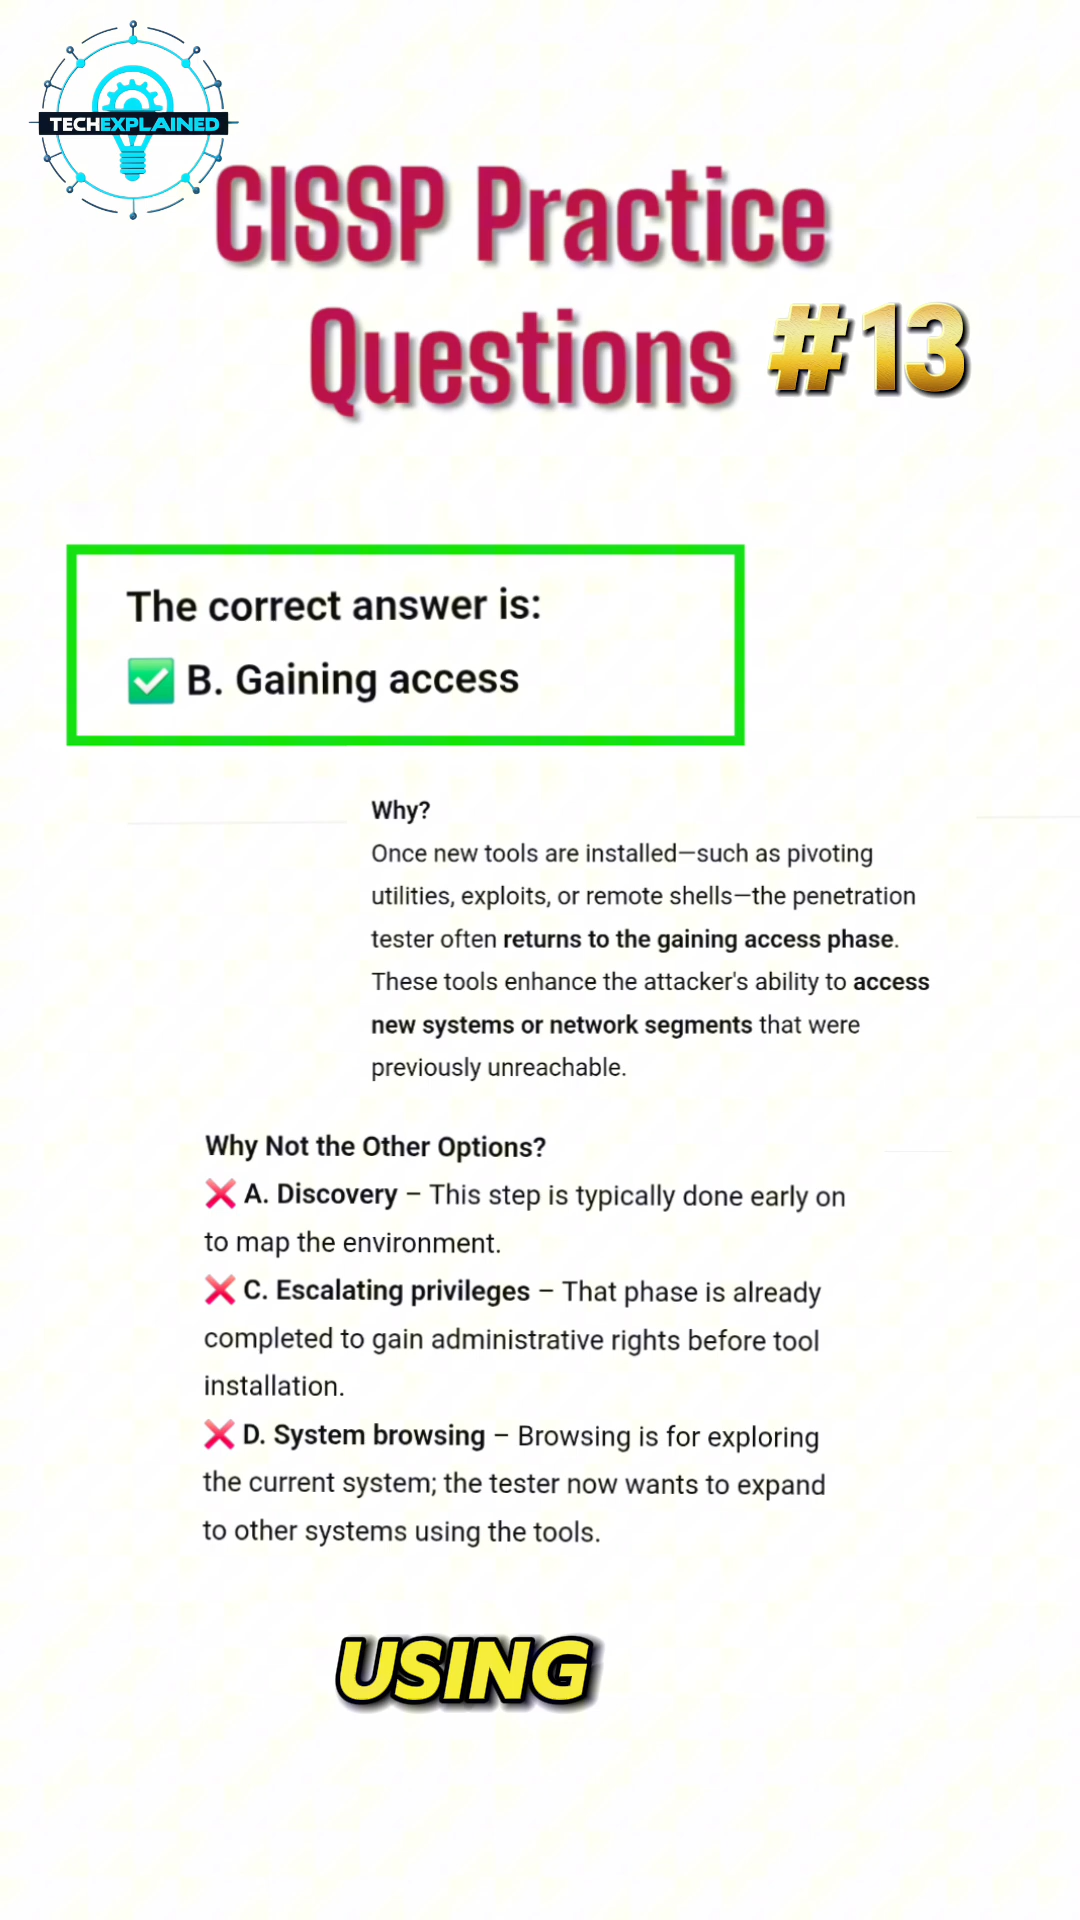 TECHEXPLAINED
CISSP Practice
Questions #13
The correct answer is:
✅ B. Gaining access
Why?
Once new tools are installed—such as pivoting
utilities, exploits, or remote shells—the penetration
tester often returns to the gaining access phase.
These tools enhance the attacker's ability to access
new systems or network segments that were
previously unreachable.
Why Not the Other Options?
❌ A. Discovery – This step is typically done early on
to map the environment.
❌ C. Escalating privileges – That phase is already
completed to gain administrative rights before tool
installation.
❌ D. System browsing – Browsing is for exploring
the current system; the tester now wants to expand
to other systems using the tools.
USING